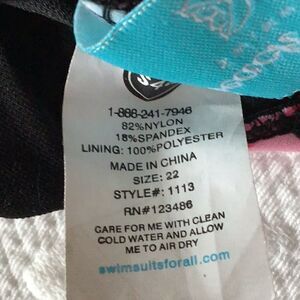 1-888-241-7946
82%NYLON
18%SPANDEX
LINING: 100%POLYESTER
MADE IN CHINA
SIZE: 22
STYLE#: 1113
RN#123486
CARE FOR ME WITH CLEAN
COLD WATER AND ALLOW
ME TO AIR DRY
swimsuitsforall.com